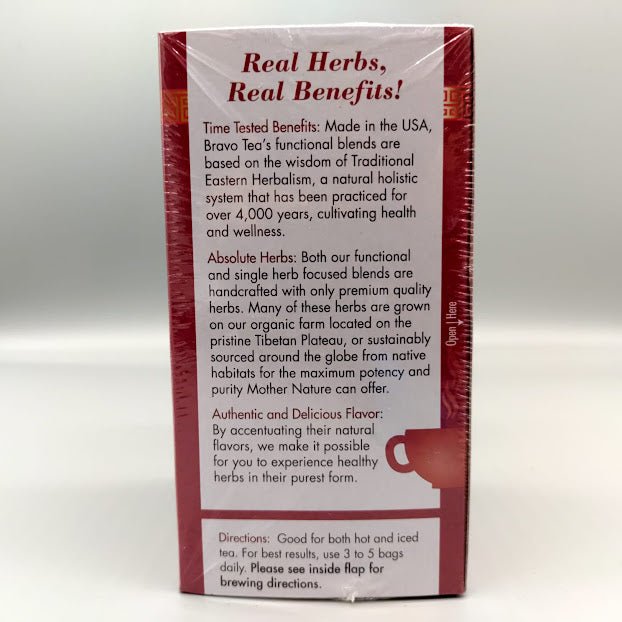 Real Herbs,
Real Benefits!
Time Tested Benefits: Made in the USA,
Bravo Tea's functional blends are
based on the wisdom of Traditional
Eastern Herbalism, a natural holistic
system that has been practiced for
over 4,000 years, cultivating health
and wellness.
Absolute Herbs: Both our functional
and single herb focused blends are
handcrafted with only premium quality
herbs. Many of these herbs are grown
on our organic farm located on the
pristine Tibetan Plateau, or sustainably
sourced around the globe from native
habitats for the maximum potency and
purity Mother Nature can offer.
Authentic and Delicious Flavor:
By accentuating their natural
flavors, we make it possible
for you to experience healthy
herbs in their purest form.
Open | Here
Directions: Good for both hot and iced
tea. For best results, use 3 to 5 bags
daily. Please see inside flap for
brewing directions.